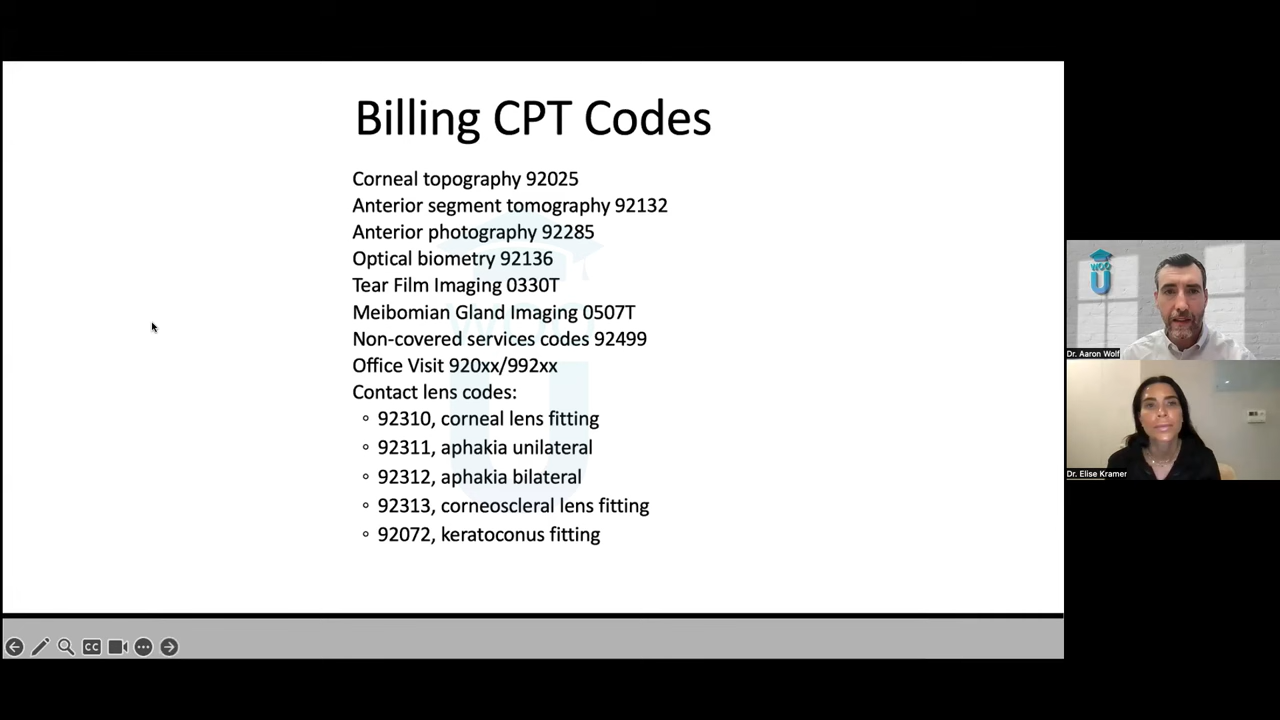 Billing CPT Codes
Corneal topography 92025
Anterior segment tomography 92132
Anterior photography 92285
Optical biometry 92136
Tear Film Imaging 0330T
Meibomian Gland Imaging 0507T
Non-covered services codes 92499
Office Visit 920xx/992xx
Contact lens codes:
◦ 92310, corneal lens fitting
◦ 92311, aphakia unilateral
◦ 92312, aphakia bilateral
◦ 92313, corneoscleral lens fitting
◦ 92072, keratoconus fitting
WOO
U
WOO
U
Dr. Aaron Wolf
Dr. Elise Kramer
CC